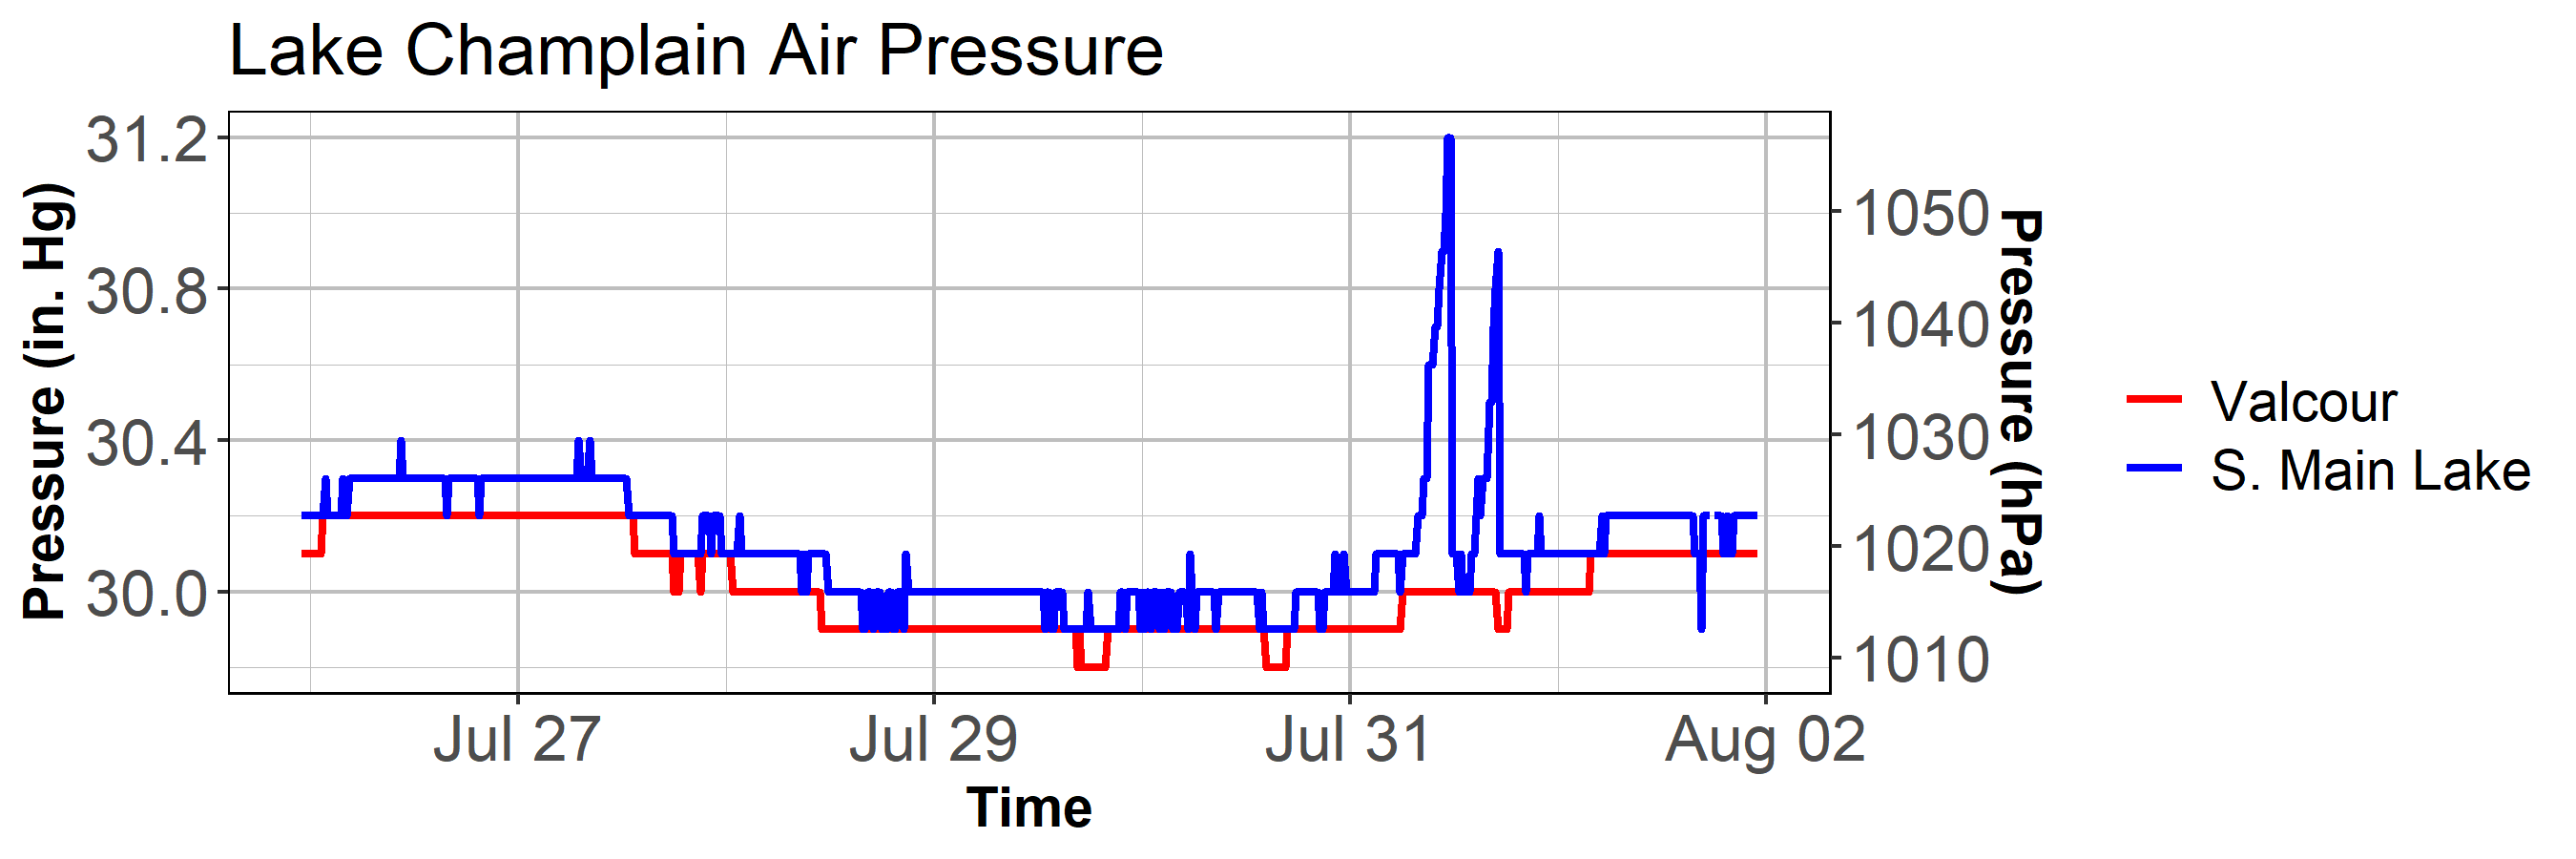 Lake Champlain Air Pressure
31.2
30.8
30.4
30.0
Pressure (in. Hg)
1050
1040
1030
1020
1010
Pressure (hPa)
Jul 27
Jul 29
Jul 31
Aug 02
Time
Valcour
S. Main Lake